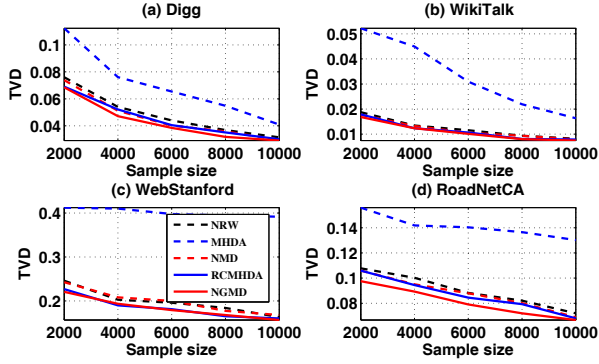 (a) Digg
TVD
0.1
0.08
0.06
0.04
2000 4000 6000 8000 10000
Sample size
(b) WikiTalk
TVD
0.05
0.04
0.03
0.02
0.01
2000 4000 6000 8000 10000
Sample size
(c) WebStanford
TVD
0.4
0.3
0.2
NRW
MHDA
NMD
RCMHDA
NGMD
2000 4000 6000 8000 10000
Sample size
(d) RoadNetCA
TVD
0.14
0.12
0.1
0.08
2000 4000 6000 8000 10000
Sample size